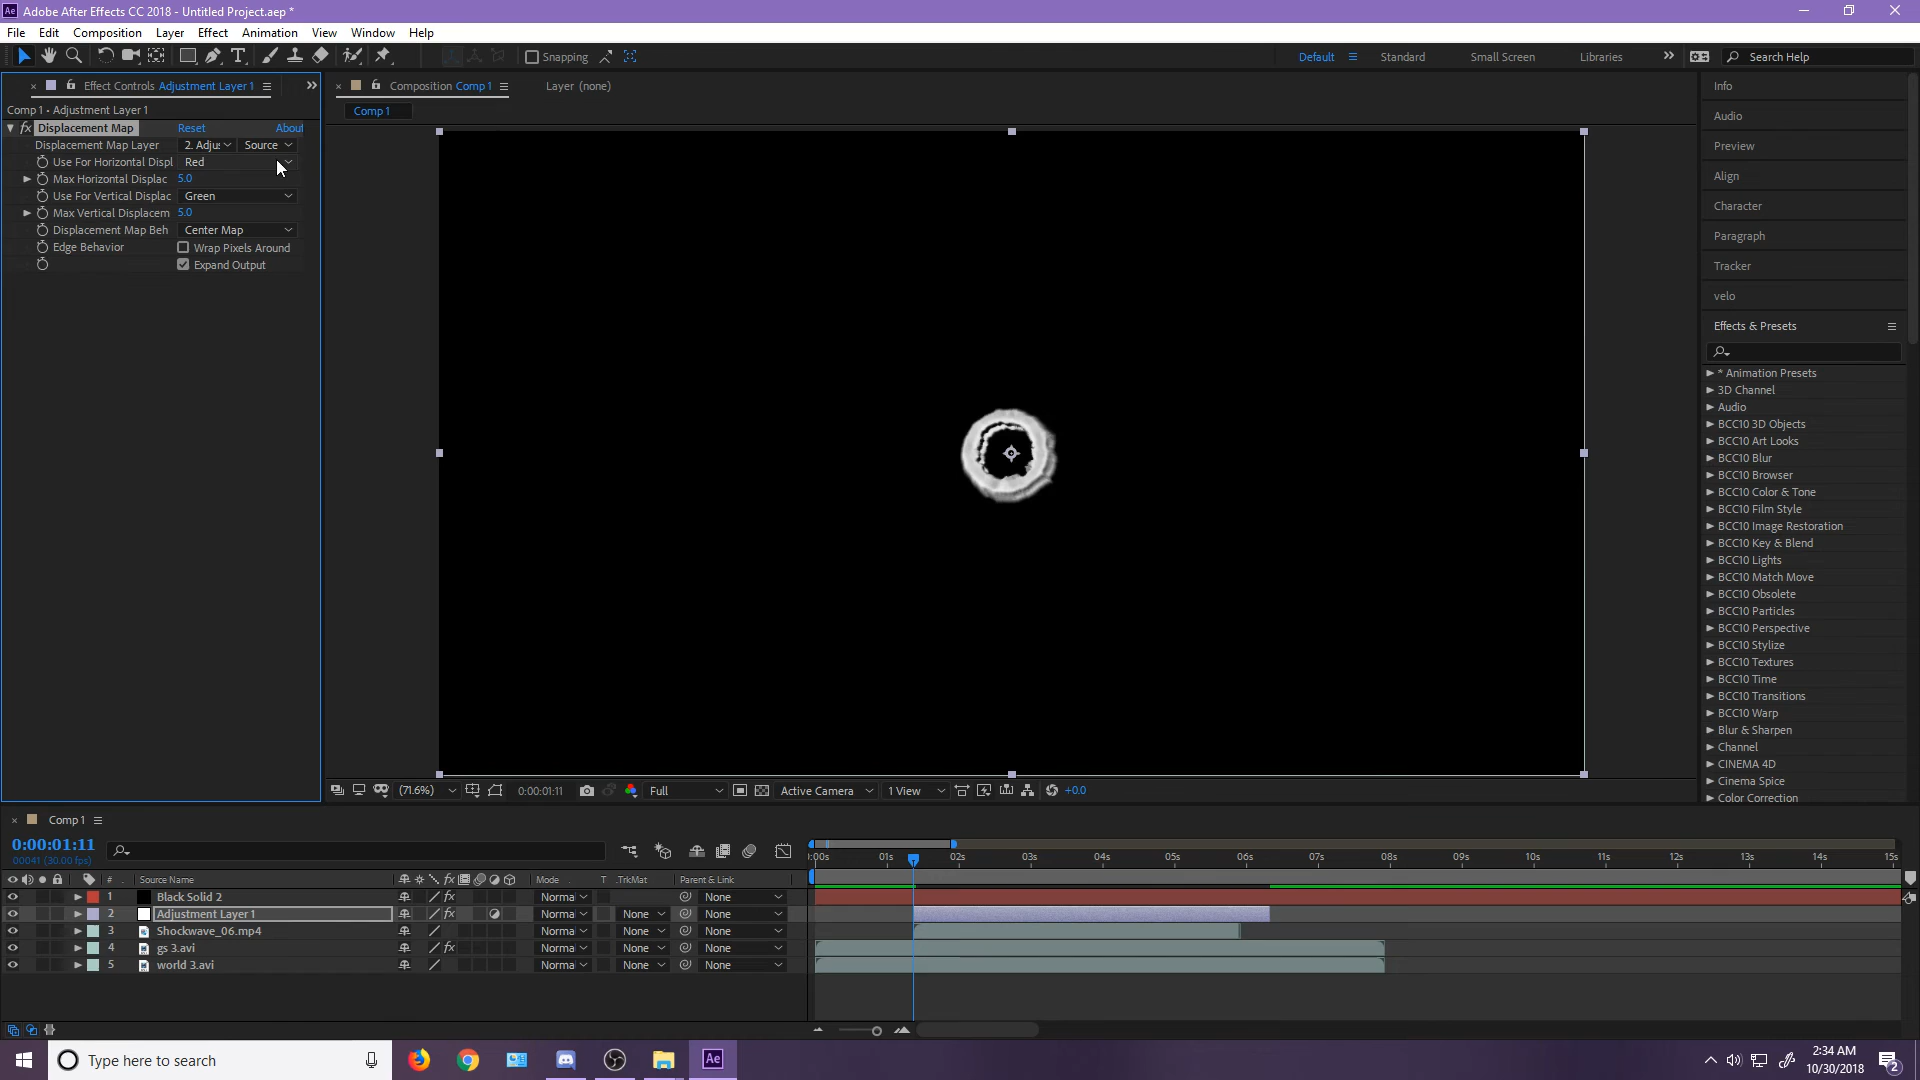 Adobe After Effects CC 2018 - Untitled Project.aep *
File Edit Composition Layer Effect Animation View Window Help
Snapping
Default Standard Small Screen Libraries Search Help
Effect Controls Adjustment Layer 1
Composition Comp 1
Layer (none)
Comp 1 • Adjustment Layer 1
Comp 1
fx Displacement Map Reset About
Displacement Map Layer 2. Adjus Source
Use For Horizontal Displ Red
Max Horizontal Displac 5.0
Use For Vertical Displac Green
Max Vertical Displacem 5.0
Displacement Map Beh Center Map
Edge Behavior Wrap Pixels Around
Expand Output
Info
Audio
Preview
Align
Character
Paragraph
Tracker
velo
Effects & Presets
* Animation Presets
3D Channel
Audio
BCC10 3D Objects
BCC10 Art Looks
BCC10 Blur
BCC10 Browser
BCC10 Color & Tone
BCC10 Film Style
BCC10 Image Restoration
BCC10 Key & Blend
BCC10 Lights
BCC10 Match Move
BCC10 Obsolete
BCC10 Particles
BCC10 Perspective
BCC10 Stylize
BCC10 Textures
BCC10 Time
BCC10 Transitions
BCC10 Warp
Blur & Sharpen
Channel
CINEMA 4D
Cinema Spice
Color Correction
(71.6%) 0:00:01:11 Full Active Camera 1 View +0.0
Comp 1
0:00:01:11
00041 (30.00 fps)
:00s 01s 02s 03s 04s 05s 06s 07s 08s 09s 10s 11s 12s 13s 14s 15s
# Source Name fx Mode T .TrkMat Parent & Link
1 Black Solid 2 fx Norma None
2 Adjustment Layer 1 fx Norma None None
3 Shockwave_06.mp4 Norma None None
4 gs 3.avi fx Norma None None
5 world 3.avi Norma None None
Type here to search
Ae
2:34 AM
10/30/2018
2